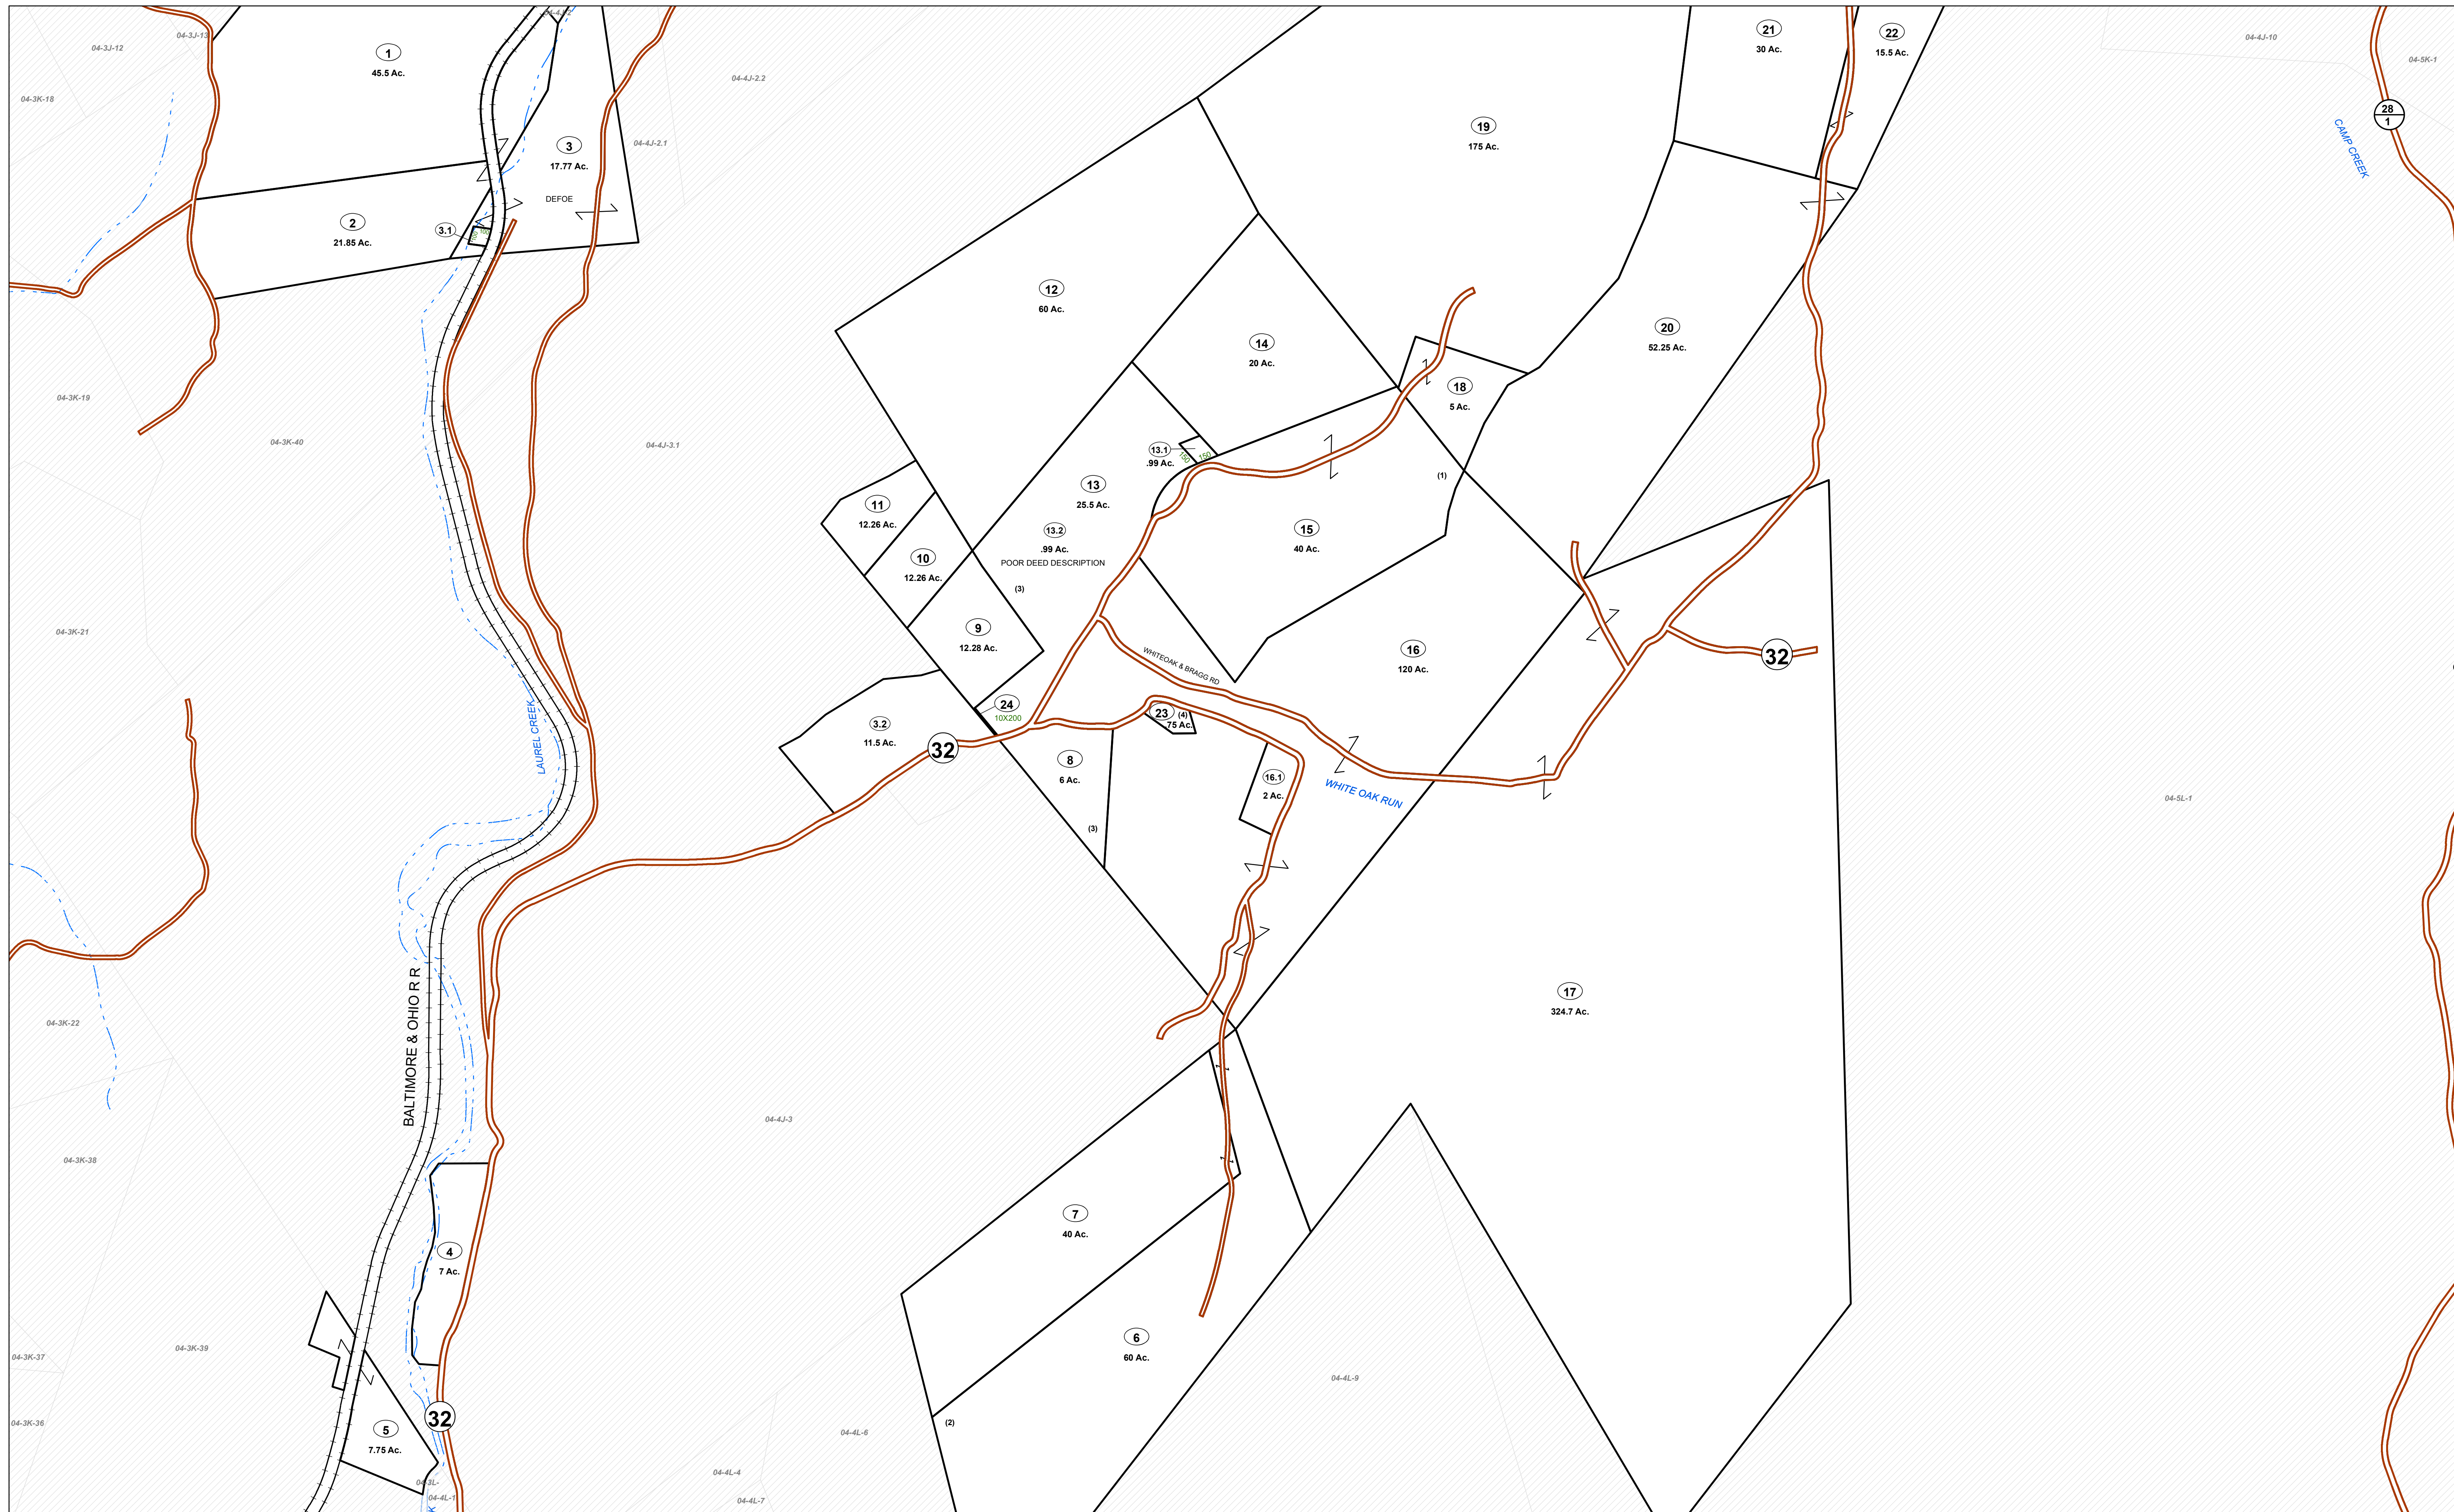 04-4J-2
04-3J-12
04-3J-13
1
45.5 Ac.
04-3K-18
04-4J-2.2
3
17.77 Ac.
04-4J-2.1
DEFOE
2
21.85 Ac.
3.1
100
100
21
30 Ac.
22
15.5 Ac.
04-4J-10
04-5K-1
28
1
CAMP CREEK
19
175 Ac.
12
60 Ac.
14
20 Ac.
20
52.25 Ac.
18
5 Ac.
04-3K-19
04-3K-40
04-4J-3.1
13.1
.99 Ac.
150
150
13
25.5 Ac.
(1)
11
12.26 Ac.
13.2
.99 Ac.
POOR DEED DESCRIPTION
(3)
10
12.26 Ac.
15
40 Ac.
9
12.28 Ac.
04-3K-21
16
120 Ac.
WHITEOAK & BRAGG RD
32
24
10X200
23
(4)
.75 Ac.
3.2
11.5 Ac.
32
LAUREL CREEK
8
6 Ac.
(3)
16.1
2 Ac.
WHITE OAK RUN
04-5L-1
BALTIMORE & OHIO R R
17
324.7 Ac.
04-3K-22
04-4J-3
04-3K-38
7
40 Ac.
4
7 Ac.
6
60 Ac.
04-3K-37
04-3K-39
04-4L-9
04-3K-36
32
(2)
5
7.75 Ac.
04-4L-6
04-4L-4
04-3L-
04-4L-1
04-4L-7
K